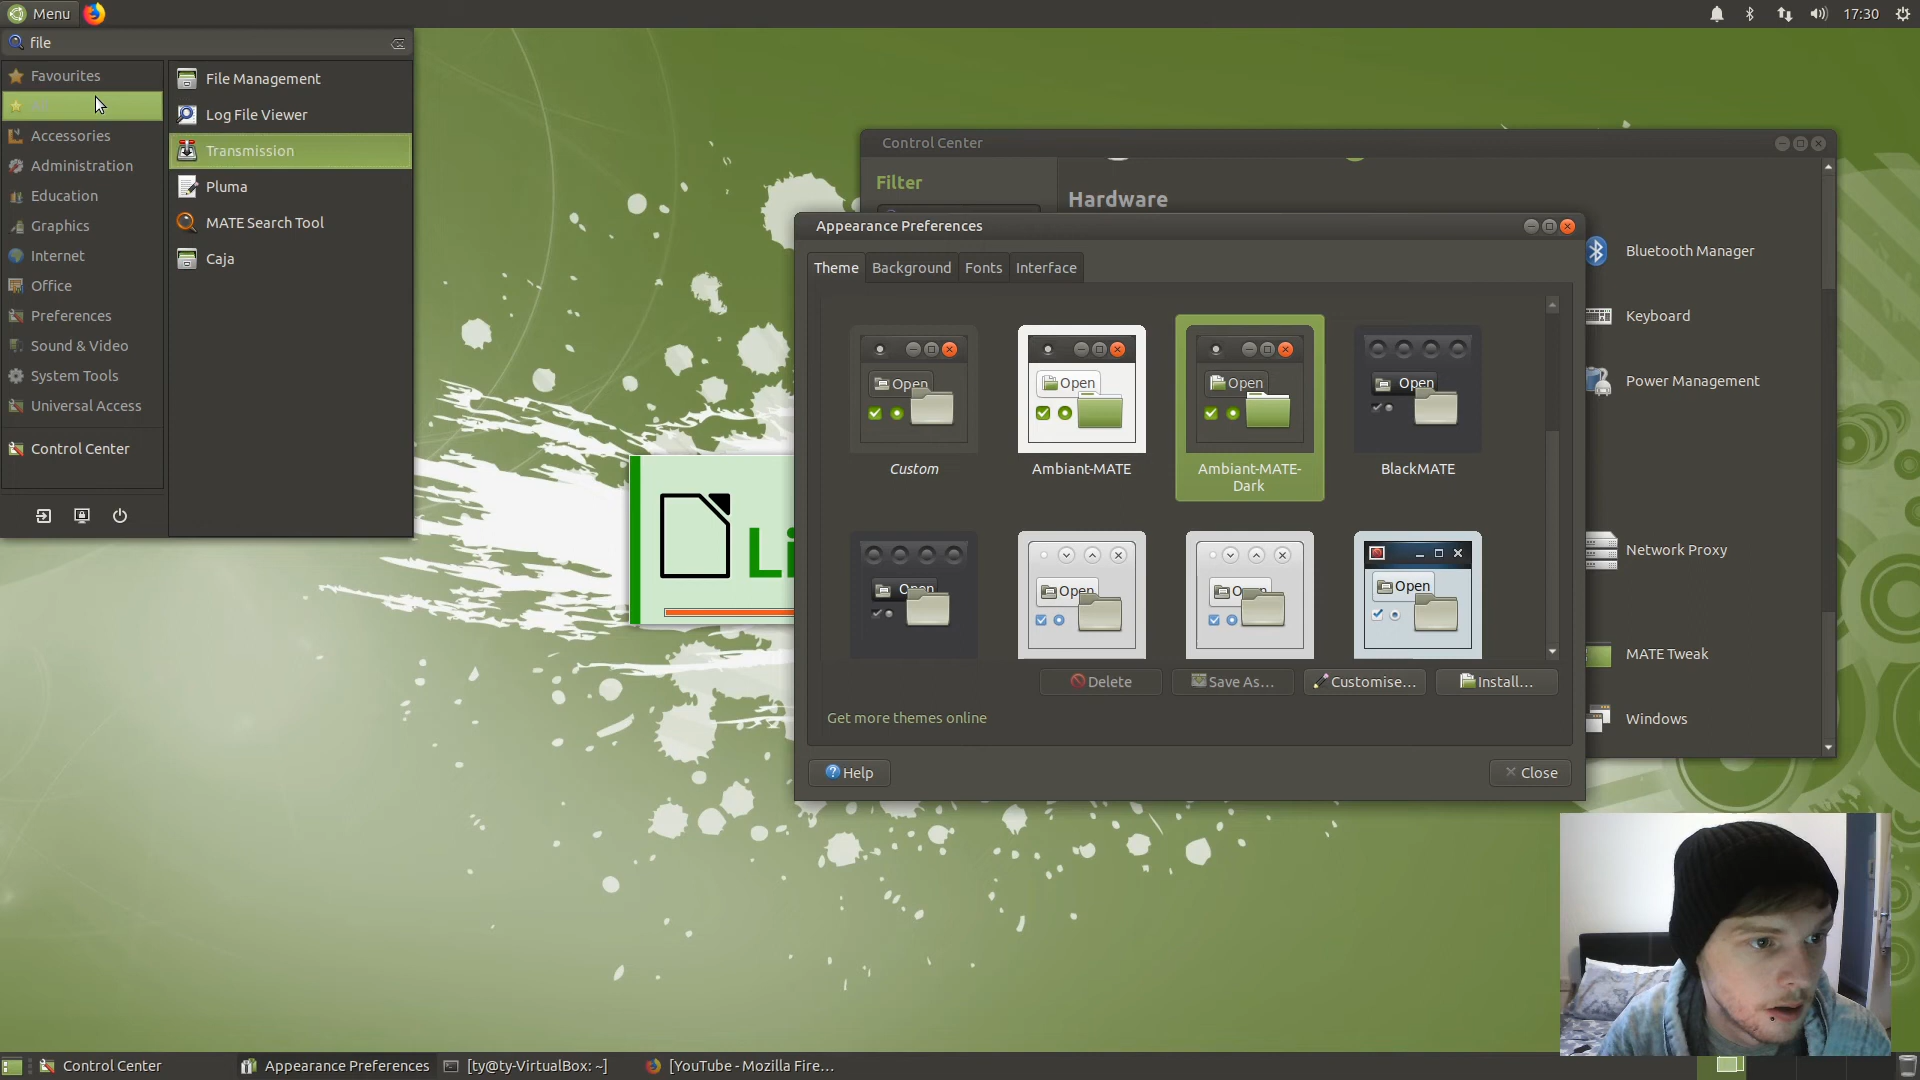 Menu
17:30
file
Favourites
Accessories
Administration
Education
Graphics
Internet
Office
Preferences
Sound & Video
System Tools
Universal Access
Control Center
File Management
Log File Viewer
Transmission
Pluma
MATE Search Tool
Caja
Li
Control Center
Filter
Hardware
Bluetooth Manager
Keyboard
Power Management
Network Proxy
MATE Tweak
Windows
Appearance Preferences
Theme
Background
Fonts
Interface
Open
Open
Open
Open
Custom
Ambiant-MATE
Ambiant-MATE-
Dark
BlackMATE
Open
Open
Open
Delete
Save As...
Customise...
Install...
Get more themes online
Help
Close
Control Center
Appearance Preferences
[ty@ty-VirtualBox: ~]
[YouTube - Mozilla Fire...